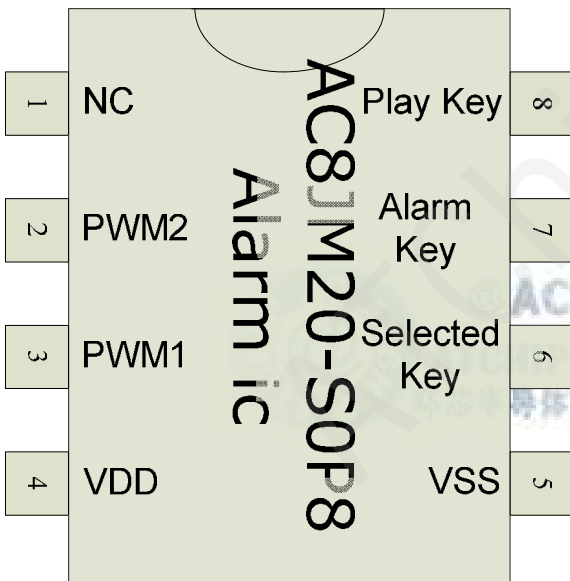 1 NC
2 PWM2
3 PWM1
4 VDD
AC8JM20-SOP8
Alarm ic
Play Key 8
Alarm
Key 7
Selected
Key 6
VSS 5
@AC